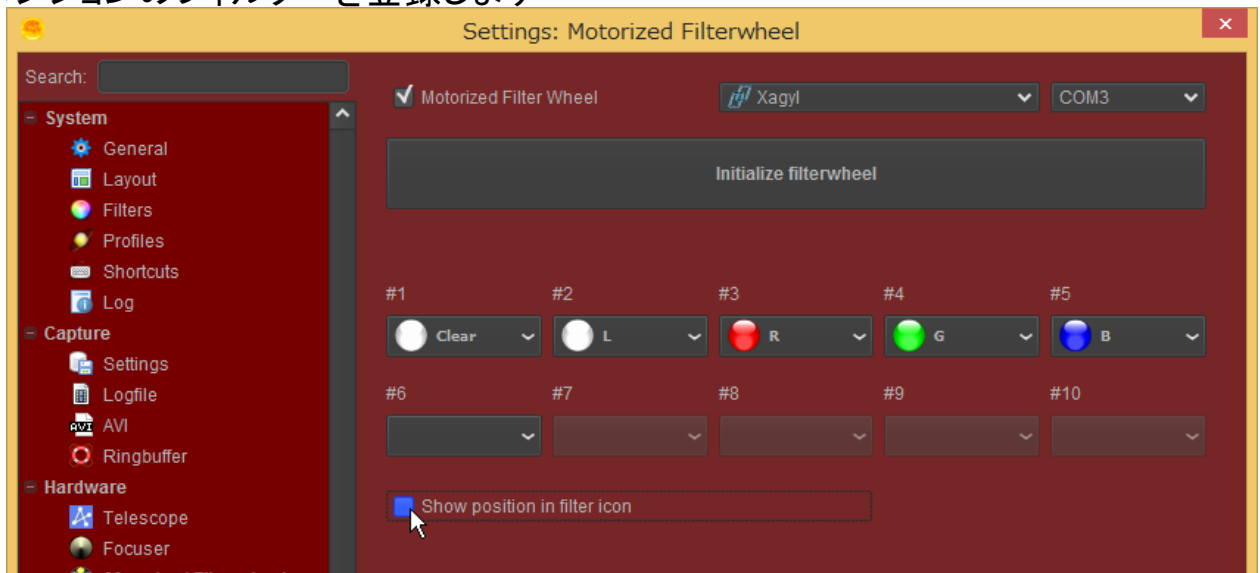 Settings: Motorized Filterwheel
Search:
Motorized Filter Wheel
Xagyl
COM3
System
General
Layout
Filters
Profiles
Shortcuts
Log
Capture
Settings
Logfile
AVI
AVI
Ringbuffer
Hardware
Telescope
Focuser
Initialize filterwheel
#1
#2
#3
#4
#5
Clear
L
R
G
B
#6
#7
#8
#9
#10
Show position in filter icon